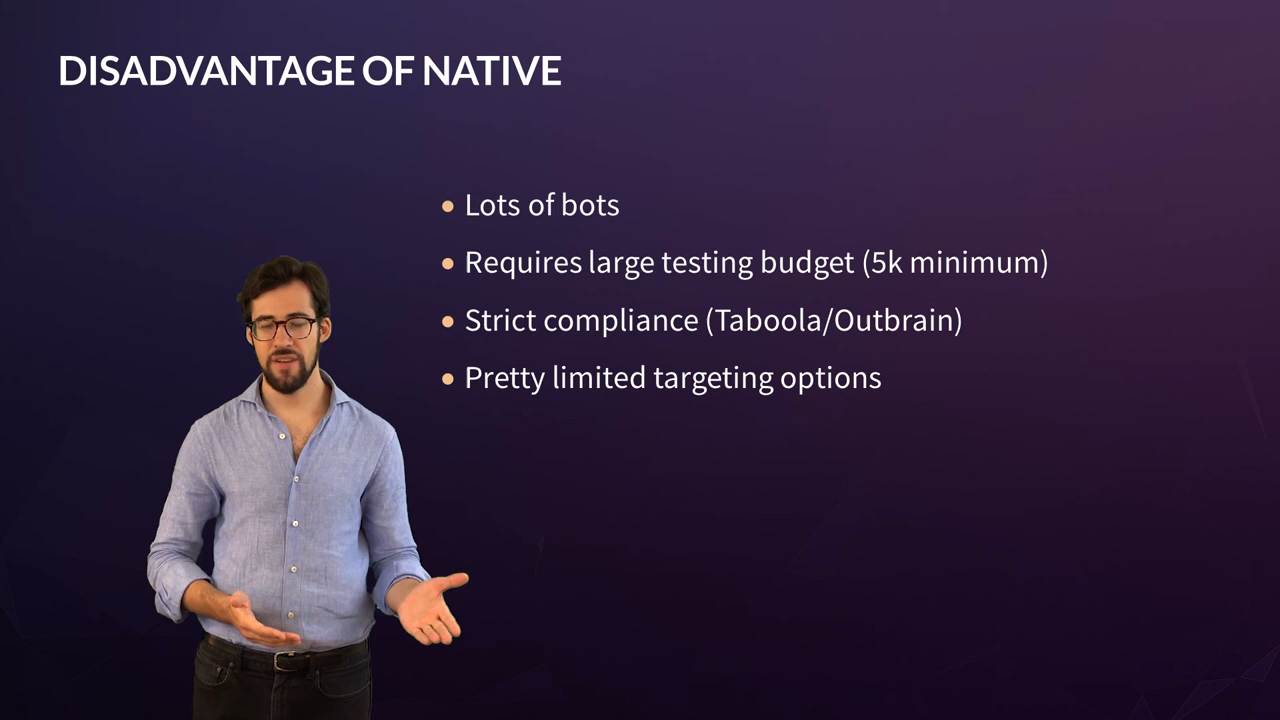 DISADVANTAGE OF NATIVE
Lots of bots
Requires large testing budget (5k minimum)
Strict compliance (Taboola/Outbrain)
Pretty limited targeting options